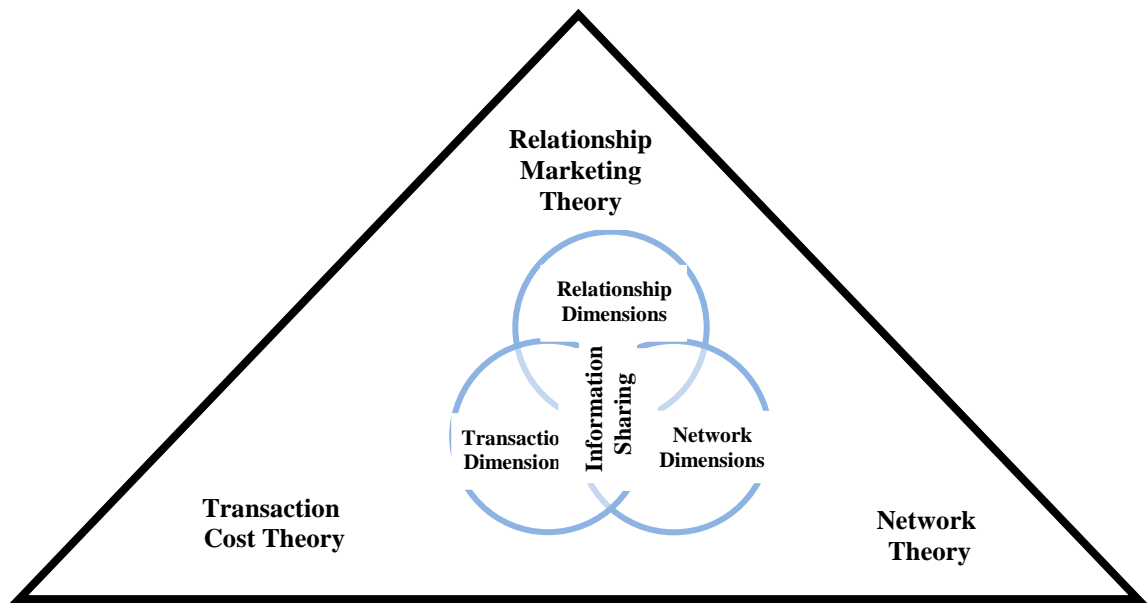 Relationship
Marketing
Theory
Relationship
Dimensions
Information
Sharing
Transactio
Dimension
Network
Dimensions
Transaction
Cost Theory
Network
Theory